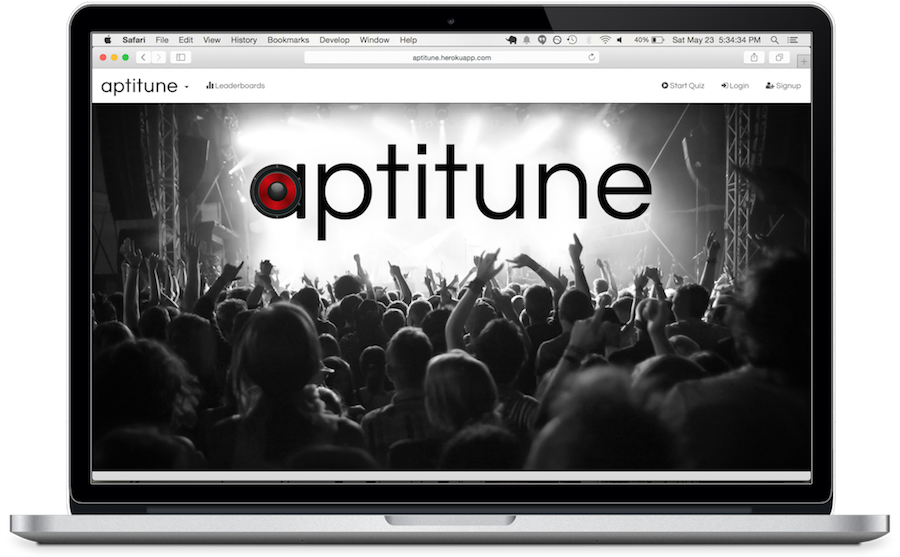 Safari File Edit View History Bookmarks Develop Window Help 40% Sat May 23 5:34:34 PM
aptitune.herokuapp.com
aptitune Leaderboards Start Quiz Login Signup
aptitune